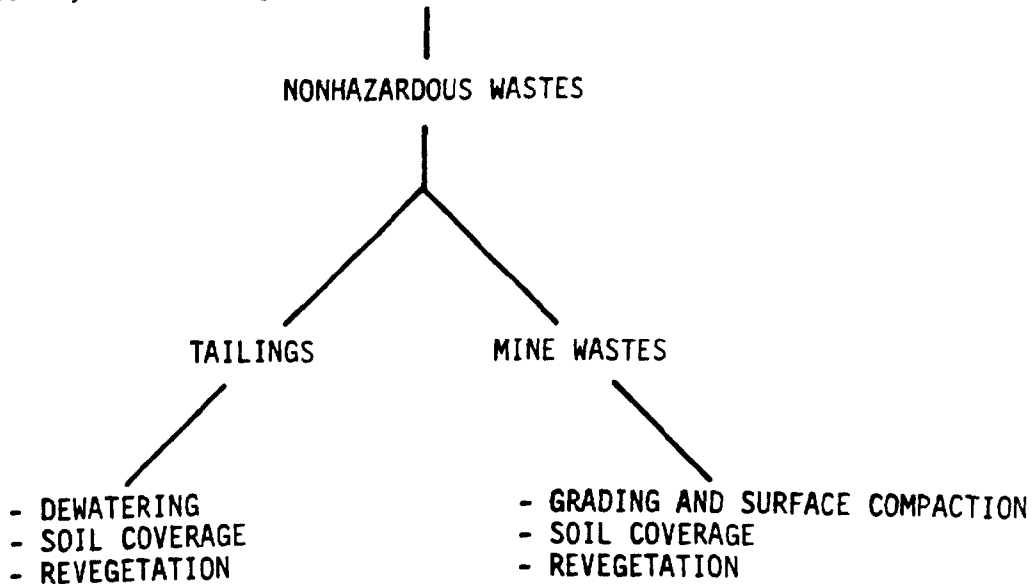 NONHAZARDOUS WASTES
TAILINGS
MINE WASTES
- DEWATERING
- SOIL COVERAGE
- REVEGETATION
- GRADING AND SURFACE COMPACTION
- SOIL COVERAGE
- REVEGETATION